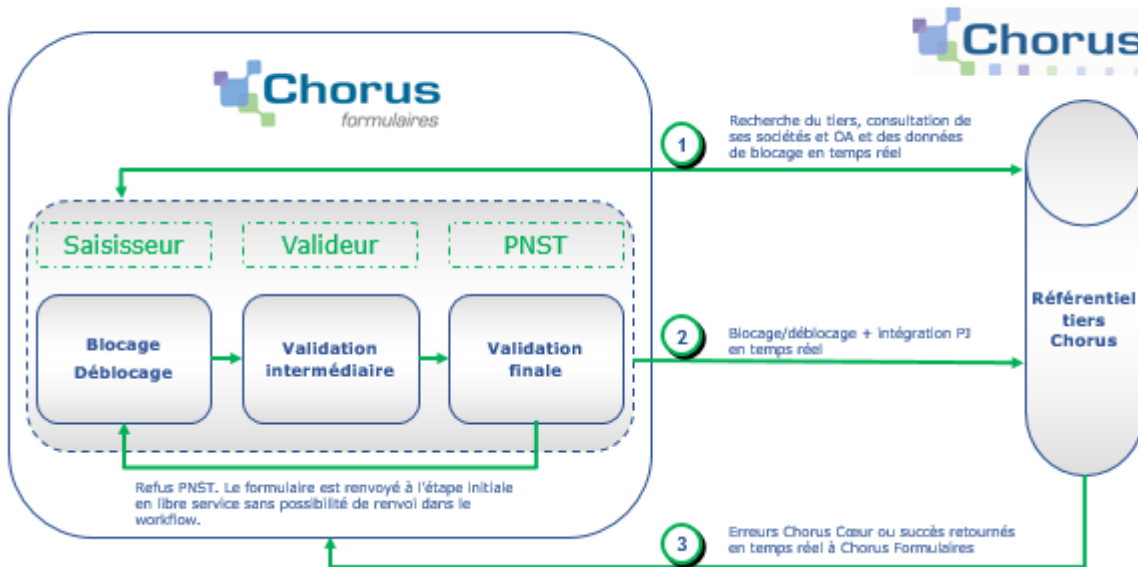 Chorus
formulaires
Chorus
1
Recherche du tiers, consultation de
ses sociétés et OA et des données
de blocage en temps réel
Saisisseur
Valideur
PNST
Blocage
Déblocage
Validation
intermédiaire
Validation
finale
2
Blocage/déblocage + intégration PJ
en temps réel
Référentiel
tiers
Chorus
Refus PNST. Le formulaire est renvoyé à l'étape initiale
en libre service sans possibilité de renvoi dans le
workflow.
3
Erreurs Chorus Cœur ou succès retournés
en temps réel à Chorus Formulaires